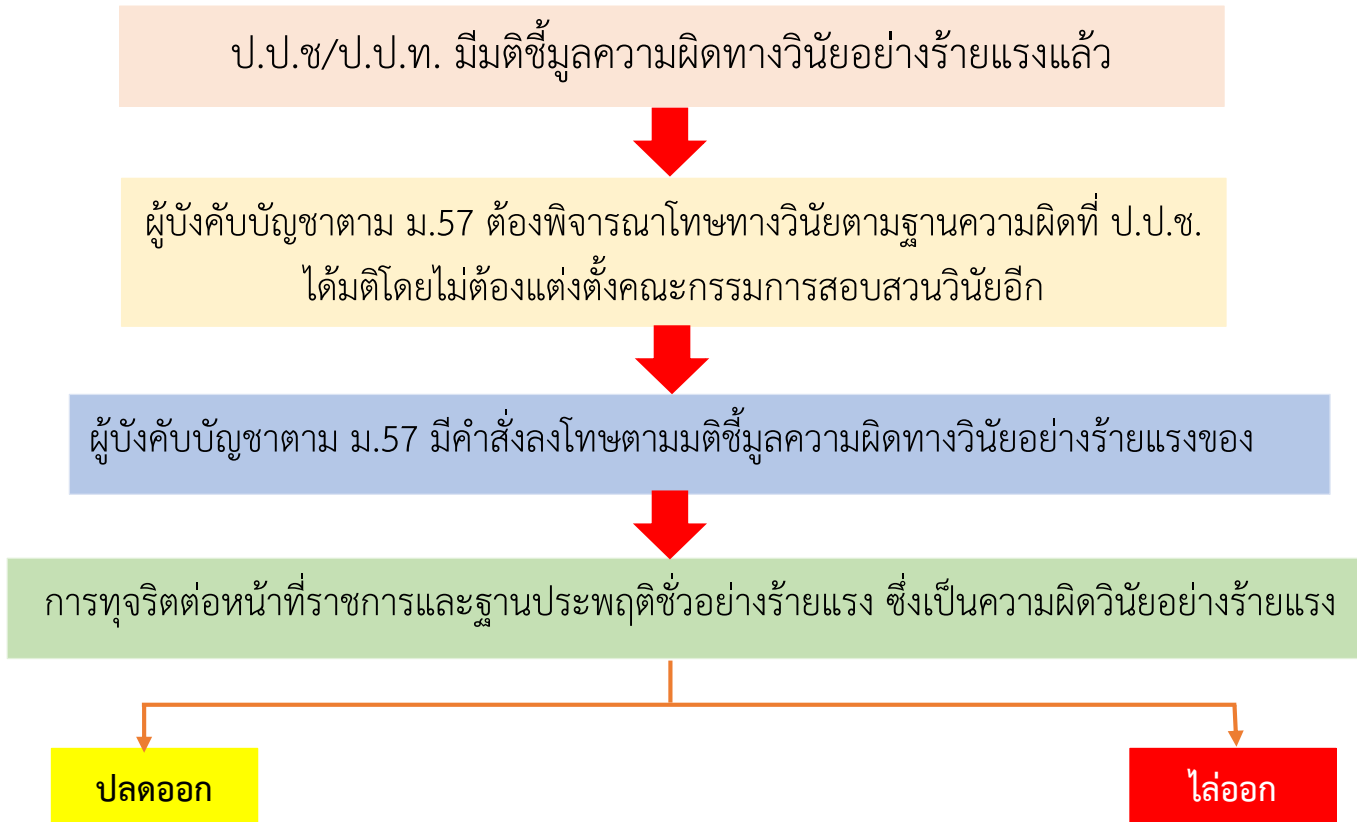 ป.ป.ช/ป.ป.ท. มีมติชี้มูลความผิดทางวินัยอย่างร้ายแรงแล้ว
ผู้บังคับบัญชาตาม ม.57 ต้องพิจารณาโทษทางวินัยตามฐานความผิดที่ ป.ป.ช.
ได้มติโดยไม่ต้องแต่งตั้งคณะกรรมการสอบสวนวินัยอีก
ผู้บังคับบัญชาตาม ม.57 มีคำสั่งลงโทษตามมติชี้มูลความผิดทางวินัยอย่างร้ายแรงของ
การทุจริตต่อหน้าที่ราชการและฐานประพฤติชั่วอย่างร้ายแรง ซึ่งเป็นความผิดวินัยอย่างร้ายแรง
ปลดออก
ไล่ออก